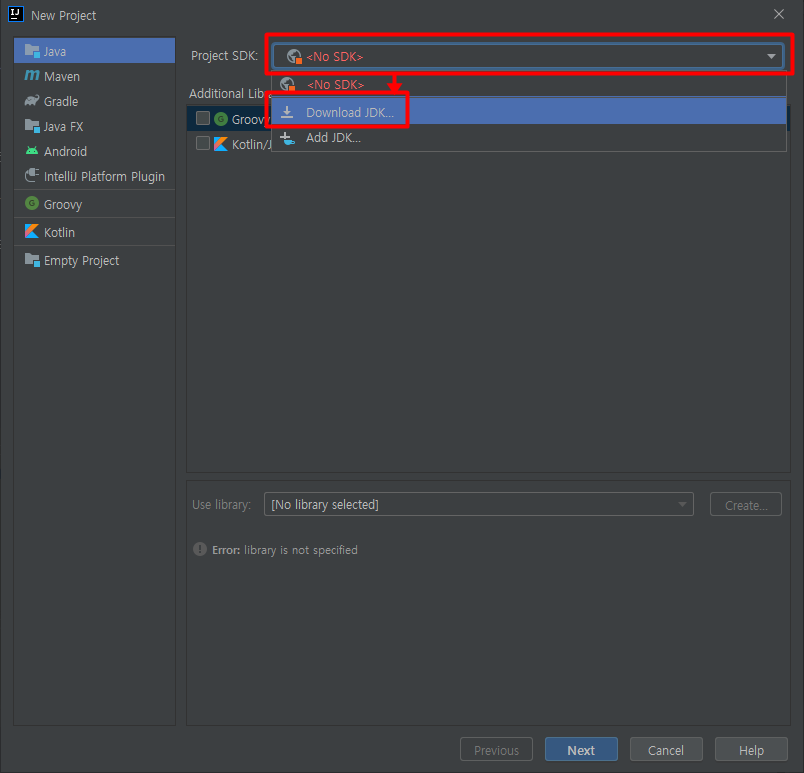 New Project
Java
Maven
Gradle
Java FX
Android
IntelliJ Platform Plugin
Groovy
Kotlin
Empty Project
Project SDK: <No SDK>
<No SDK>
Download JDK...
Add JDK...
Additional Lib
Groovy
Kotlin/J
Use library: [No library selected] Create...
Error: library is not specified
Previous Next Cancel Help